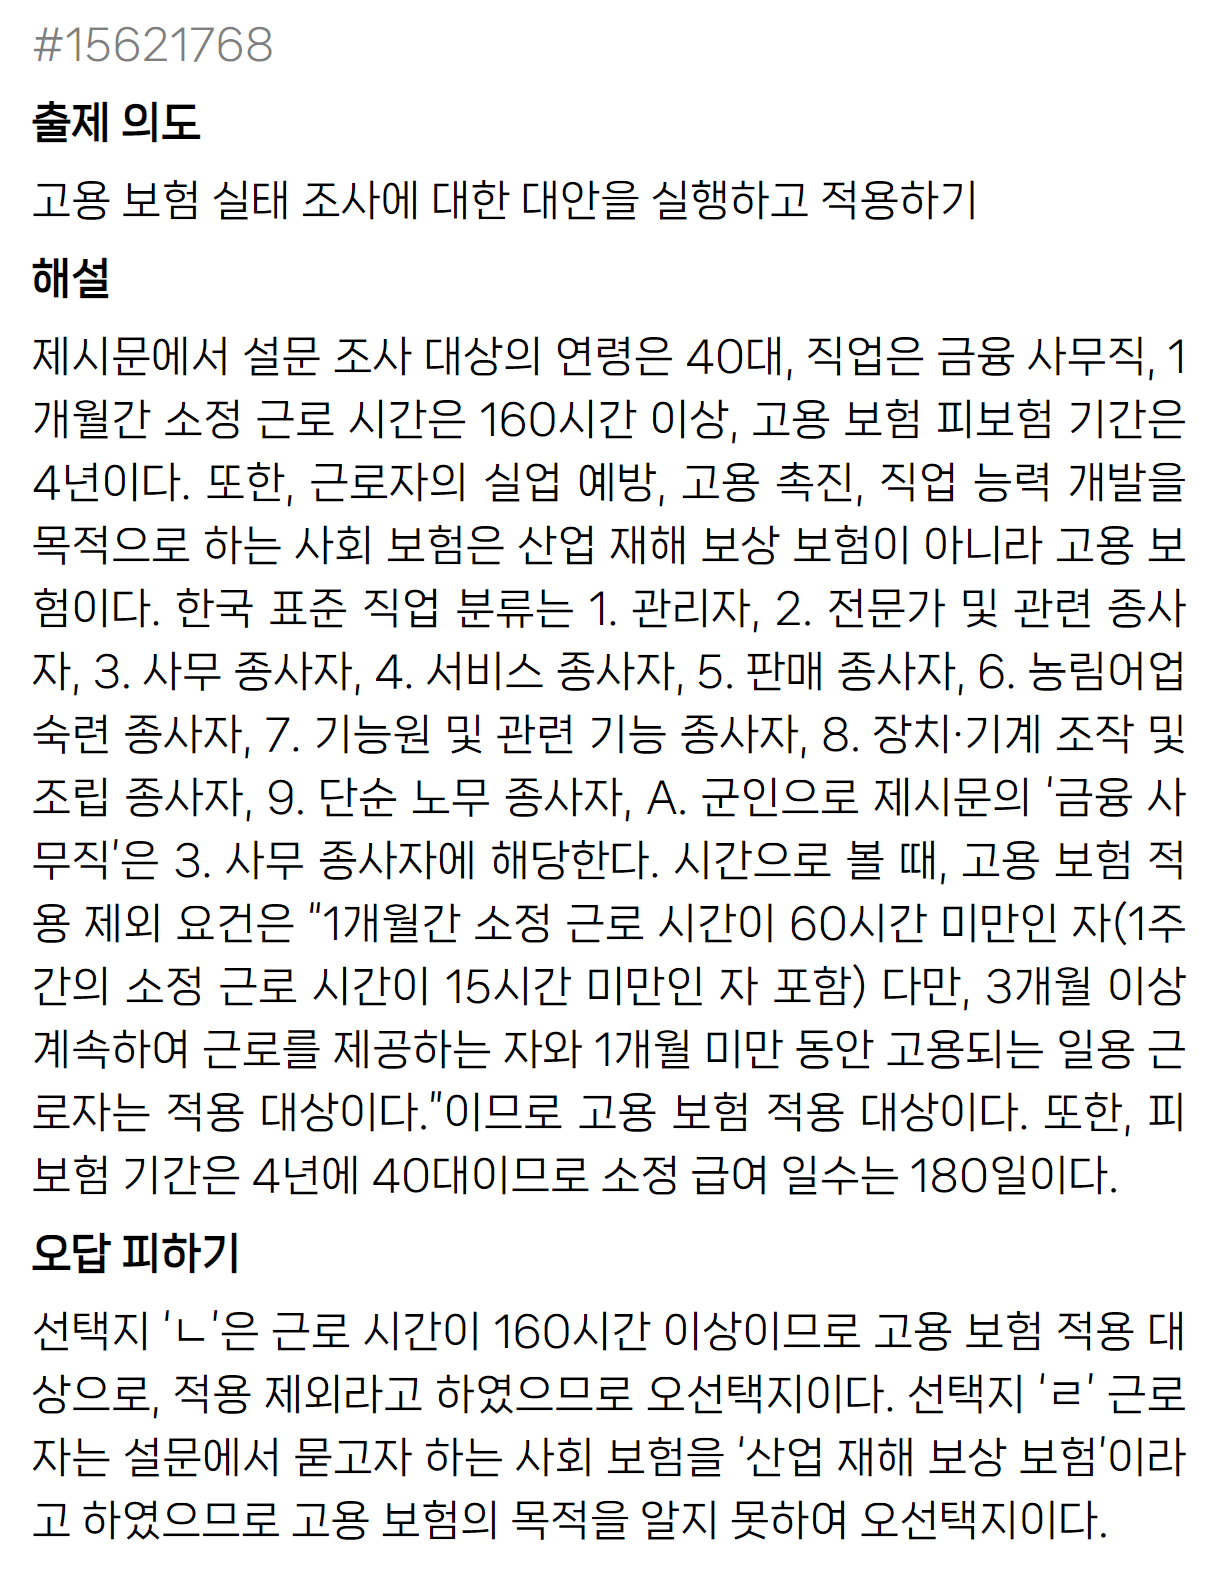 #15621768
출제 의도
고용 보험 실태 조사에 대한 대안을 실행하고 적용하기
해설
제시문에서 설문 조사 대상의 연령은 40대, 직업은 금융 사무직, 1
개월간 소정 근로 시간은 160시간 이상, 고용 보험 피보험 기간은
4년이다. 또한, 근로자의 실업 예방, 고용 촉진, 직업 능력 개발을
목적으로 하는 사회 보험은 산업 재해 보상 보험이 아니라 고용 보
험이다. 한국 표준 직업 분류는 1. 관리자, 2. 전문가 및 관련 종사
자, 3. 사무 종사자, 4. 서비스 종사자, 5. 판매 종사자, 6. 농림어업
숙련 종사자, 7. 기능원 및 관련 기능 종사자, 8. 장치·기계 조작 및
조립 종사자, 9. 단순 노무 종사자, A. 군인으로 제시문의 '금융 사
무직'은 3. 사무 종사자에 해당한다. 시간으로 볼 때, 고용 보험 적
용 제외 요건은 "1개월간 소정 근로 시간이 60시간 미만인 자(1주
간의 소정 근로 시간이 15시간 미만인 자 포함) 다만, 3개월 이상
계속하여 근로를 제공하는 자와 1개월 미만 동안 고용되는 일용 근
로자는 적용 대상이다."이므로 고용 보험 적용 대상이다. 또한, 피
보험 기간은 4년에 40대이므로 소정 급여 일수는 180일이다.
오답 피하기
선택지 'ㄴ'은 근로 시간이 160시간 이상이므로 고용 보험 적용 대
상으로, 적용 제외라고 하였으므로 오선택지이다. 선택지 'ㄹ' 근로
자는 설문에서 묻고자 하는 사회 보험을 '산업 재해 보상 보험'이라
고 하였으므로 고용 보험의 목적을 알지 못하여 오선택지이다.